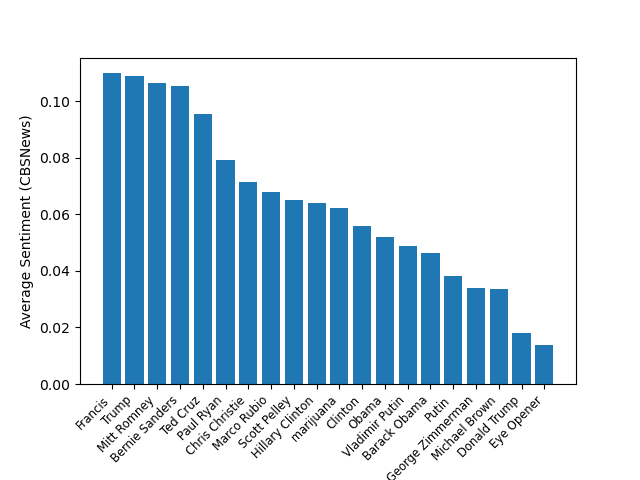 Average Sentiment (CBSNews)
0.10
0.08
0.06
0.04
0.02
0.00
Francis
Trump
Mitt Romney
Bernie Sanders
Ted Cruz
Paul Ryan
Chris Christie
Marco Rubio
Scott Pelley
Hillary Clinton
marijuana
Clinton
Obama
Vladimir Putin
Barack Obama
Putin
George Zimmerman
Michael Brown
Donald Trump
Eye Opener